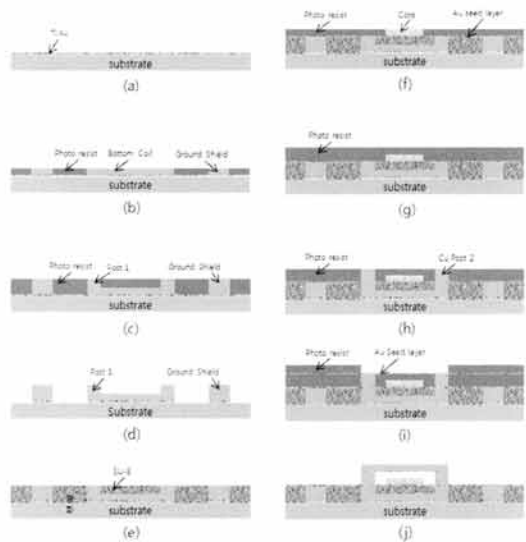 Ti/Au
substrate
(a)
Photo resist
Bottom Coil
Ground Shield
substrate
(b)
Photo resist
Post 1
Ground Shield
substrate
(c)
Post 1
Ground Shield
Substrate
(d)
SU-8
substrate
(e)
Photo resist
Core
Au seed layer
substrate
(f)
Photo resist
substrate
(g)
Photo resist
Cu Post 2
substrate
(h)
Photo resist
Au Seed layer
substrate
(i)
substrate
(j)